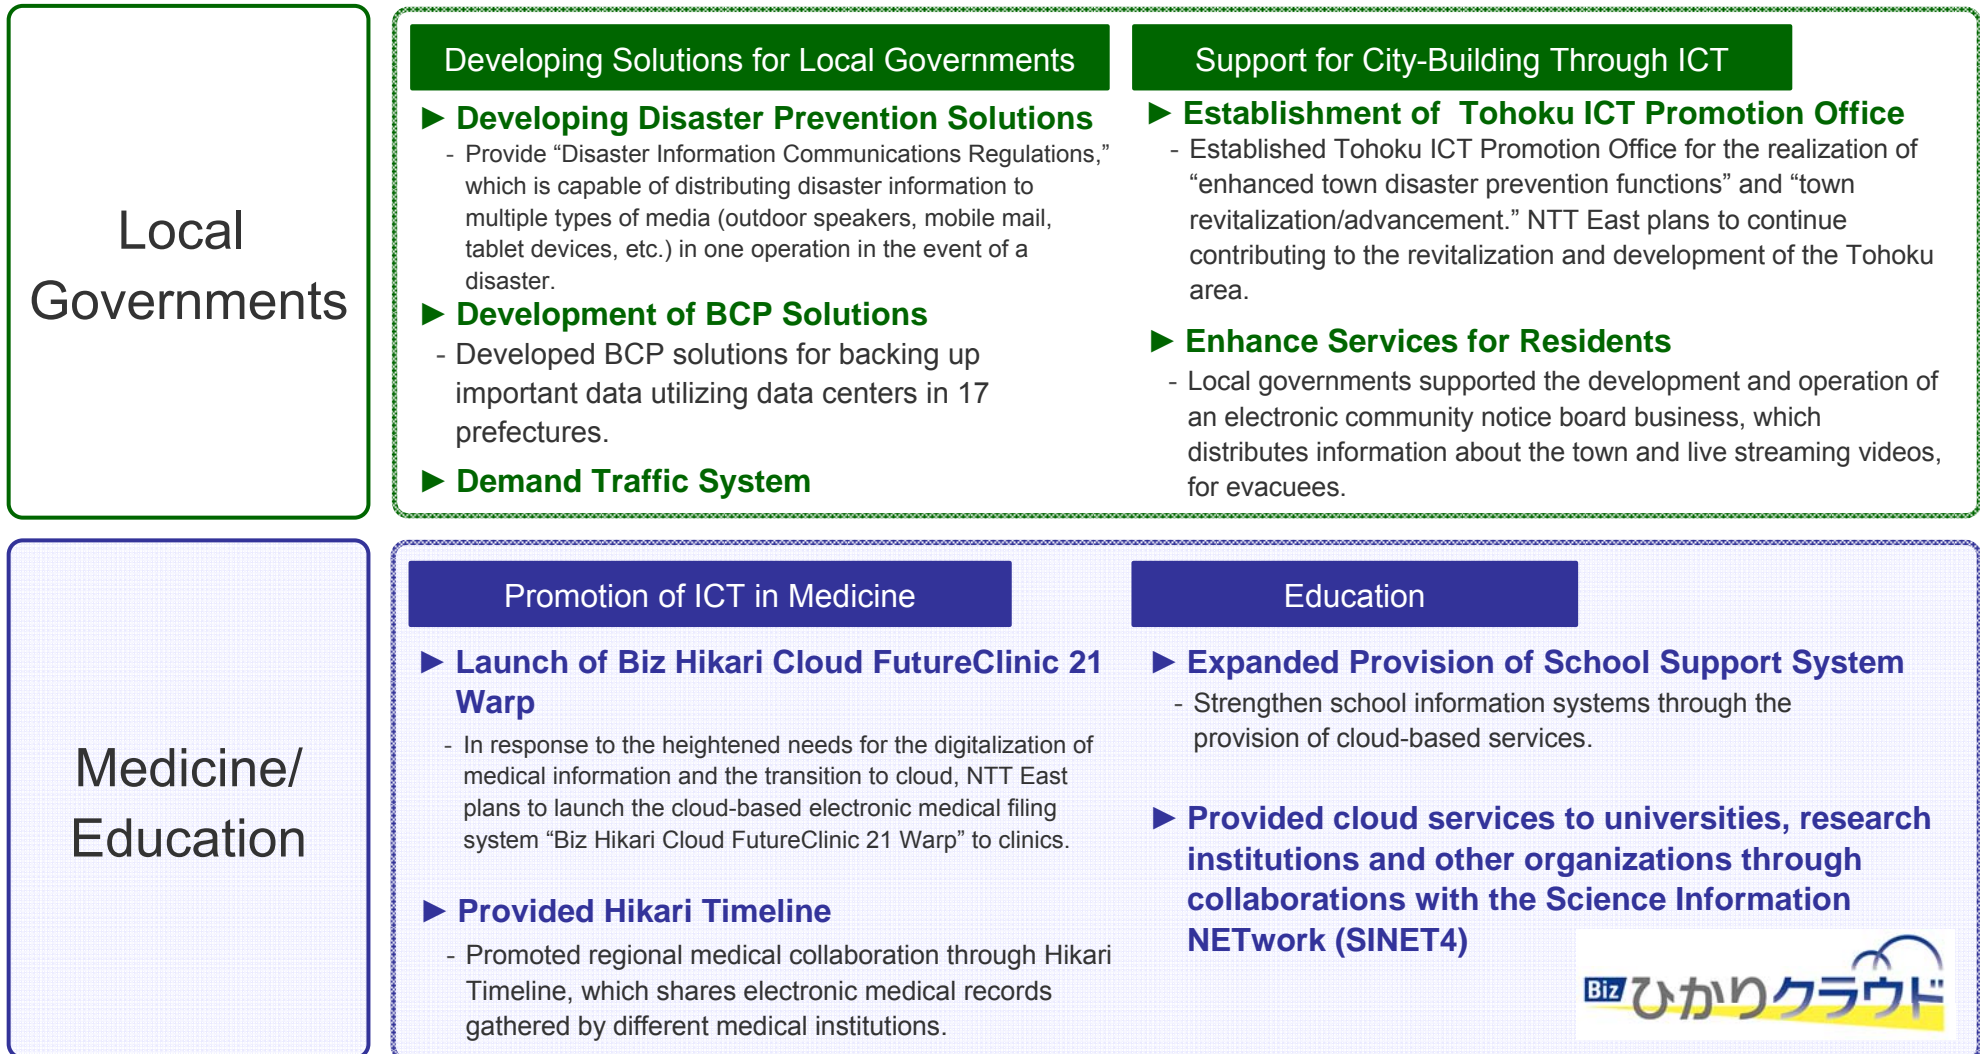 Local
Governments
Developing Solutions for Local Governments
► Developing Disaster Prevention Solutions
- Provide “Disaster Information Communications Regulations,”
which is capable of distributing disaster information to
multiple types of media (outdoor speakers, mobile mail,
tablet devices, etc.) in one operation in the event of a
disaster.
► Development of BCP Solutions
- Developed BCP solutions for backing up
important data utilizing data centers in 17
prefectures.
► Demand Traffic System
Support for City-Building Through ICT
► Establishment of Tohoku ICT Promotion Office
- Established Tohoku ICT Promotion Office for the realization of
“enhanced town disaster prevention functions” and “town
revitalization/advancement.” NTT East plans to continue
contributing to the revitalization and development of the Tohoku
area.
► Enhance Services for Residents
- Local governments supported the development and operation of
an electronic community notice board business, which
distributes information about the town and live streaming videos,
for evacuees.
Medicine/
Education
Promotion of ICT in Medicine
► Launch of Biz Hikari Cloud FutureClinic 21
Warp
- In response to the heightened needs for the digitalization of
medical information and the transition to cloud, NTT East
plans to launch the cloud-based electronic medical filing
system “Biz Hikari Cloud FutureClinic 21 Warp” to clinics.
► Provided Hikari Timeline
- Promoted regional medical collaboration through Hikari
Timeline, which shares electronic medical records
gathered by different medical institutions.
Education
► Expanded Provision of School Support System
- Strengthen school information systems through the
provision of cloud-based services.
► Provided cloud services to universities, research
institutions and other organizations through
collaborations with the Science Information
NETwork (SINET4)
Biz ひかりクラウド